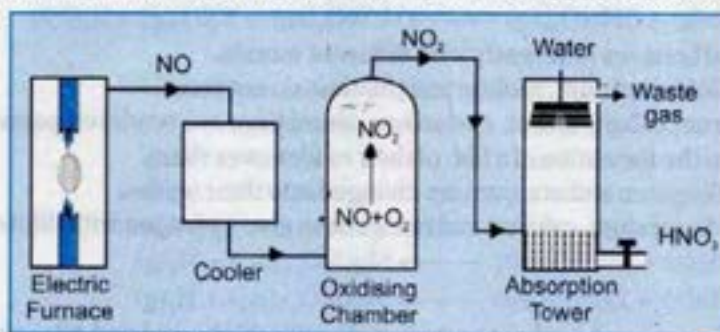 NO
NO₂
Water
Waste
gas
NO₂
NO+O₂
HNO₃
Electric
Furnace
Cooler
Oxidising
Chamber
Absorption
Tower